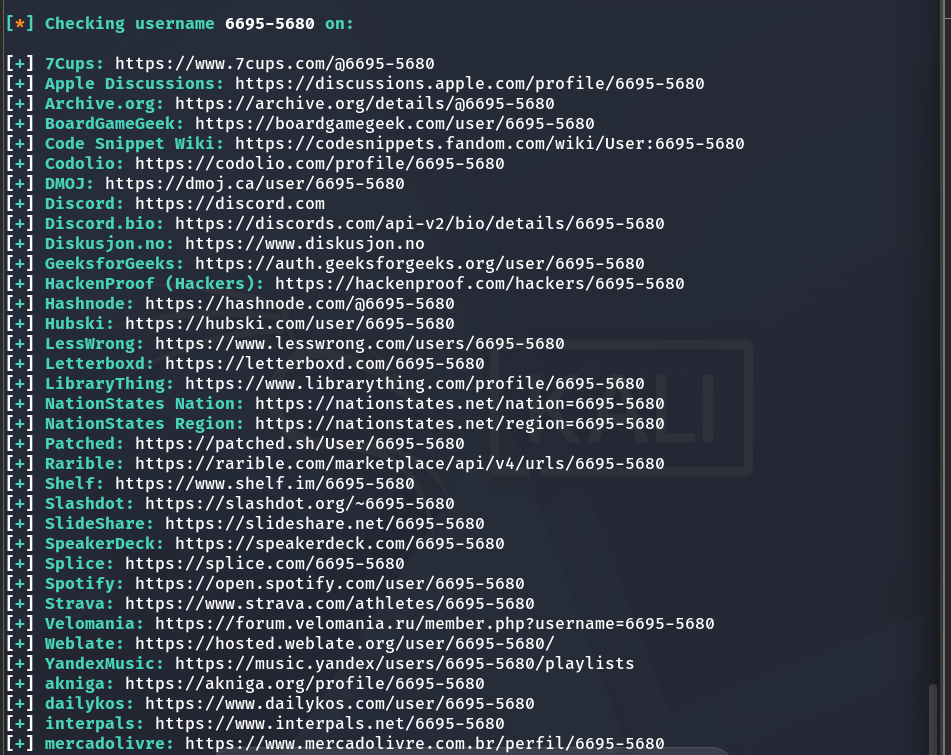 [*] Checking username 6695-5680 on:
[+] 7Cups: https://www.7cups.com/@6695-5680
[+] Apple Discussions: https://discussions.apple.com/profile/6695-5680
[+] Archive.org: https://archive.org/details/@6695-5680
[+] BoardGameGeek: https://boardgamegeek.com/user/6695-5680
[+] Code Snippet Wiki: https://codesnippets.fandom.com/wiki/User:6695-5680
[+] Codolio: https://codolio.com/profile/6695-5680
[+] DMOJ: https://dmoj.ca/user/6695-5680
[+] Discord: https://discord.com
[+] Discord.bio: https://discords.com/api-v2/bio/details/6695-5680
[+] Diskusjon.no: https://www.diskusjon.no
[+] GeeksforGeeks: https://auth.geeksforgeeks.org/user/6695-5680
[+] HackenProof (Hackers): https://hackenproof.com/hackers/6695-5680
[+] Hashnode: https://hashnode.com/@6695-5680
[+] Hubski: https://hubski.com/user/6695-5680
[+] LessWrong: https://www.lesswrong.com/users/6695-5680
[+] Letterboxd: https://letterboxd.com/6695-5680
[+] LibraryThing: https://www.librarything.com/profile/6695-5680
[+] NationStates Nation: https://nationstates.net/nation=6695-5680
[+] NationStates Region: https://nationstates.net/region=6695-5680
[+] Patched: https://patched.sh/User/6695-5680
[+] Rarible: https://rarible.com/marketplace/api/v4/urls/6695-5680
[+] Shelf: https://www.shelf.im/6695-5680
[+] Slashdot: https://slashdot.org/~6695-5680
[+] SlideShare: https://slideshare.net/6695-5680
[+] SpeakerDeck: https://speakerdeck.com/6695-5680
[+] Splice: https://splice.com/6695-5680
[+] Spotify: https://open.spotify.com/user/6695-5680
[+] Strava: https://www.strava.com/athletes/6695-5680
[+] Velomania: https://forum.velomania.ru/member.php?username=6695-5680
[+] Weblate: https://hosted.weblate.org/user/6695-5680/
[+] YandexMusic: https://music.yandex/users/6695-5680/playlists
[+] akniga: https://akniga.org/profile/6695-5680
[+] dailykos: https://www.dailykos.com/user/6695-5680
[+] interpals: https://www.interpals.net/6695-5680
[+] mercadolivre: https://www.mercadolivre.com.br/perfil/6695-5680
KALI